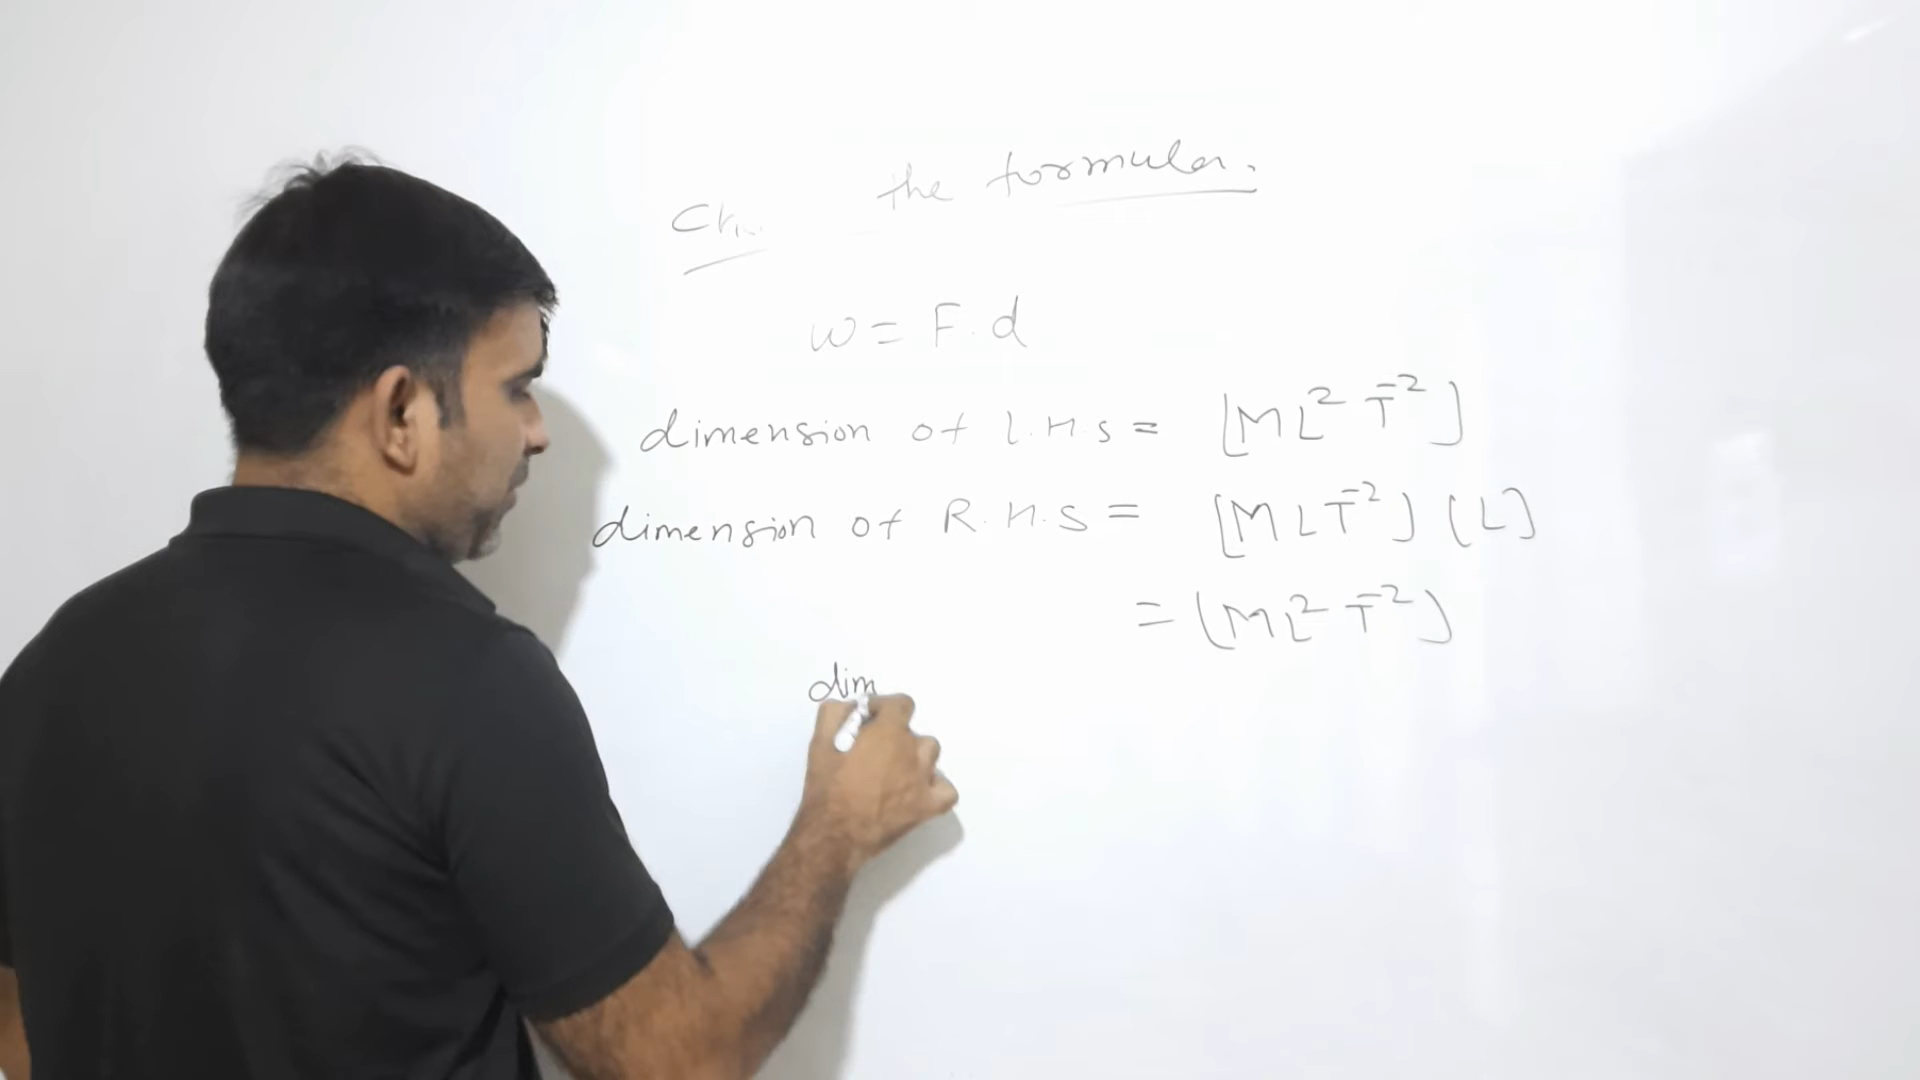 the formula.
W = F.d
dimension of L.H.S = [ML²T⁻²]
dimension of R.H.S = [MLT⁻²] [L]
= [ML²T⁻²]
dim